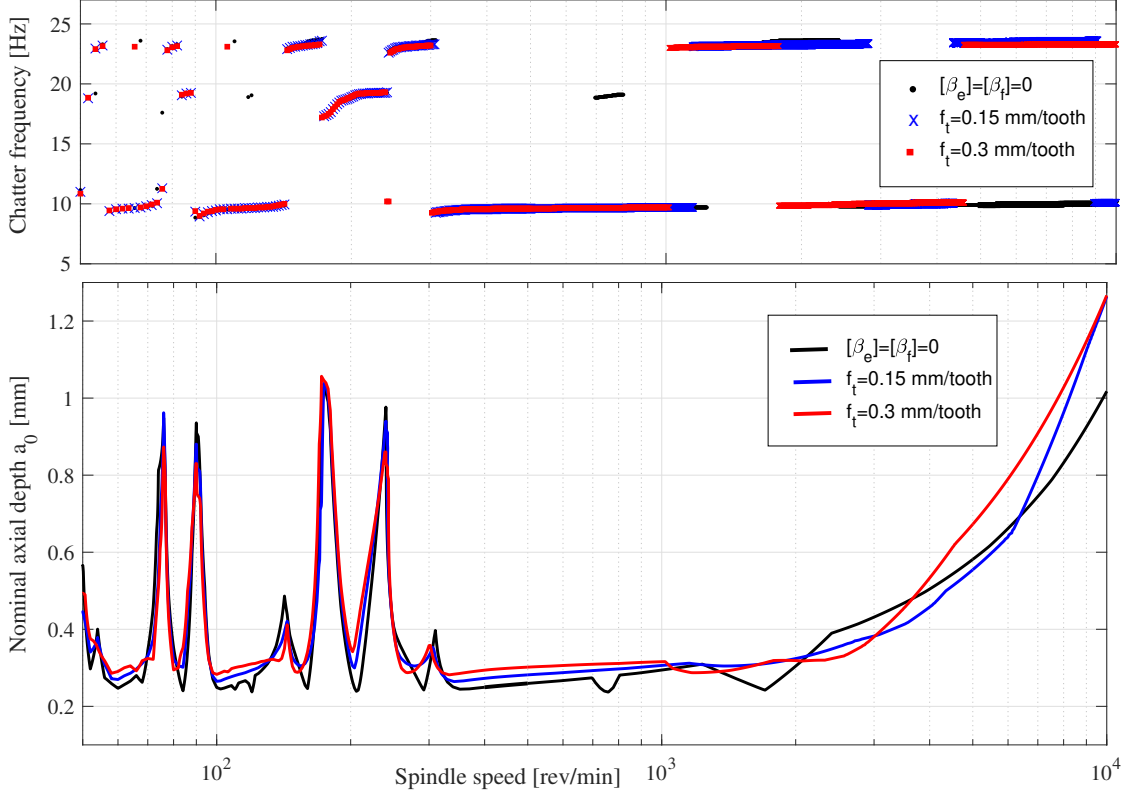 Chatter frequency [Hz]
25
20
15
10
5
[β_e]=[β_f]=0
f_t=0.15 mm/tooth
f_t=0.3 mm/tooth
Nominal axial depth a_0 [mm]
1.2
1
0.8
0.6
0.4
0.2
[β_e]=[β_f]=0
f_t=0.15 mm/tooth
f_t=0.3 mm/tooth
10^2
10^3
10^4
Spindle speed [rev/min]